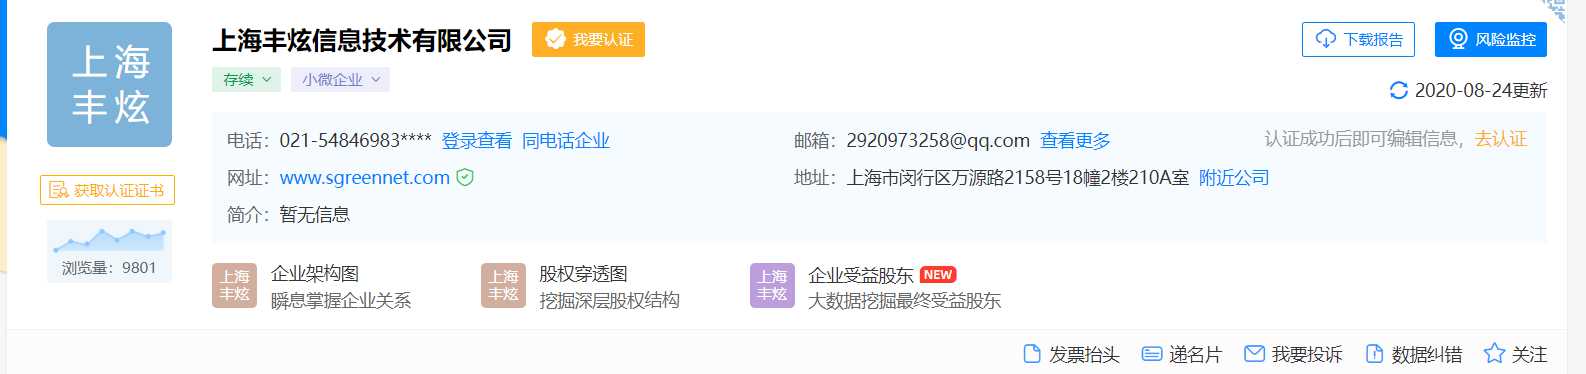 上海
丰炫
上海丰炫信息技术有限公司
我要认证
下载报告
风险监控
存续
小微企业
2020-08-24更新
电话：021-54846983**** 登录查看 同电话企业
邮箱：2920973258@qq.com 查看更多
认证成功后即可编辑信息，去认证
网址：www.sgreennet.com
地址：上海市闵行区万源路2158号18幢2楼210A室 附近公司
简介：暂无信息
获取认证证书
浏览量：9801
上海
丰炫
企业架构图
瞬息掌握企业关系
上海
丰炫
股权穿透图
挖掘深层股权结构
上海
丰炫
企业受益股东 NEW
大数据挖掘最终受益股东
发票抬头
递名片
我要投诉
数据纠错
关注